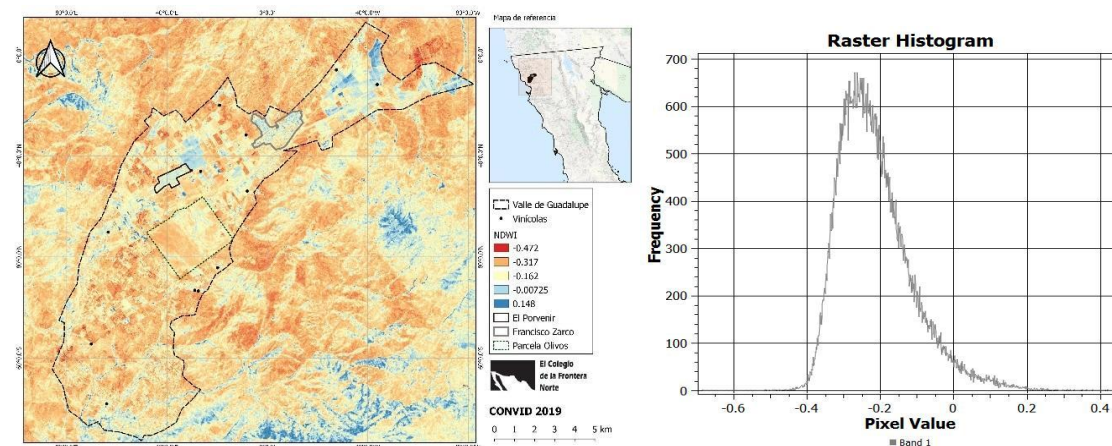 Mapa de referencia
Valle de Guadalupe
Vinícolas
NDWI
-0.472
-0.317
-0.162
-0.00725
0.148
El Porvenir
Francisco Zarco
Parcela Olivos
El Colegio
de la Frontera
Norte
CONVID 2019
0 1 2 3 4 5 km
Raster Histogram
Frequency
700
600
500
400
300
200
100
0
-0.6 -0.4 -0.2 0 0.2 0.4
Pixel Value
Band 1